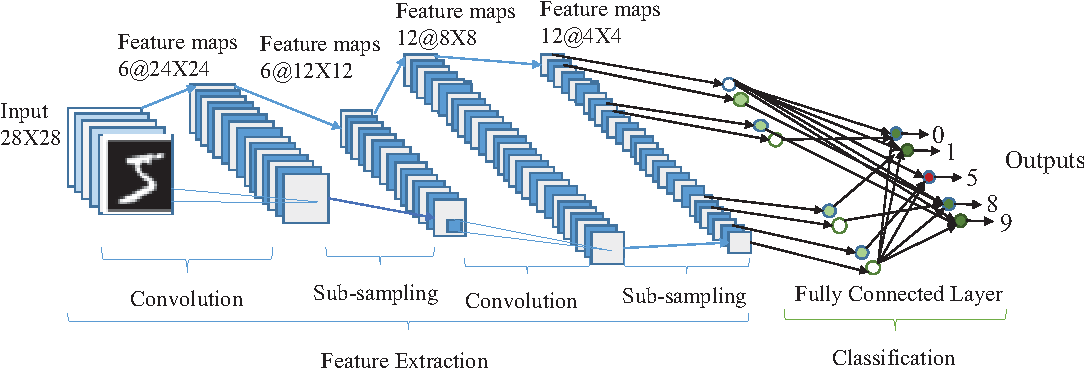 Feature maps
6@24X24
Feature maps
6@12X12
Feature maps
12@8X8
Feature maps
12@4X4
Input
28X28
0
1
5
8
9
Outputs
Convolution
Sub-sampling
Convolution
Sub-sampling
Fully Connected Layer
Feature Extraction
Classification